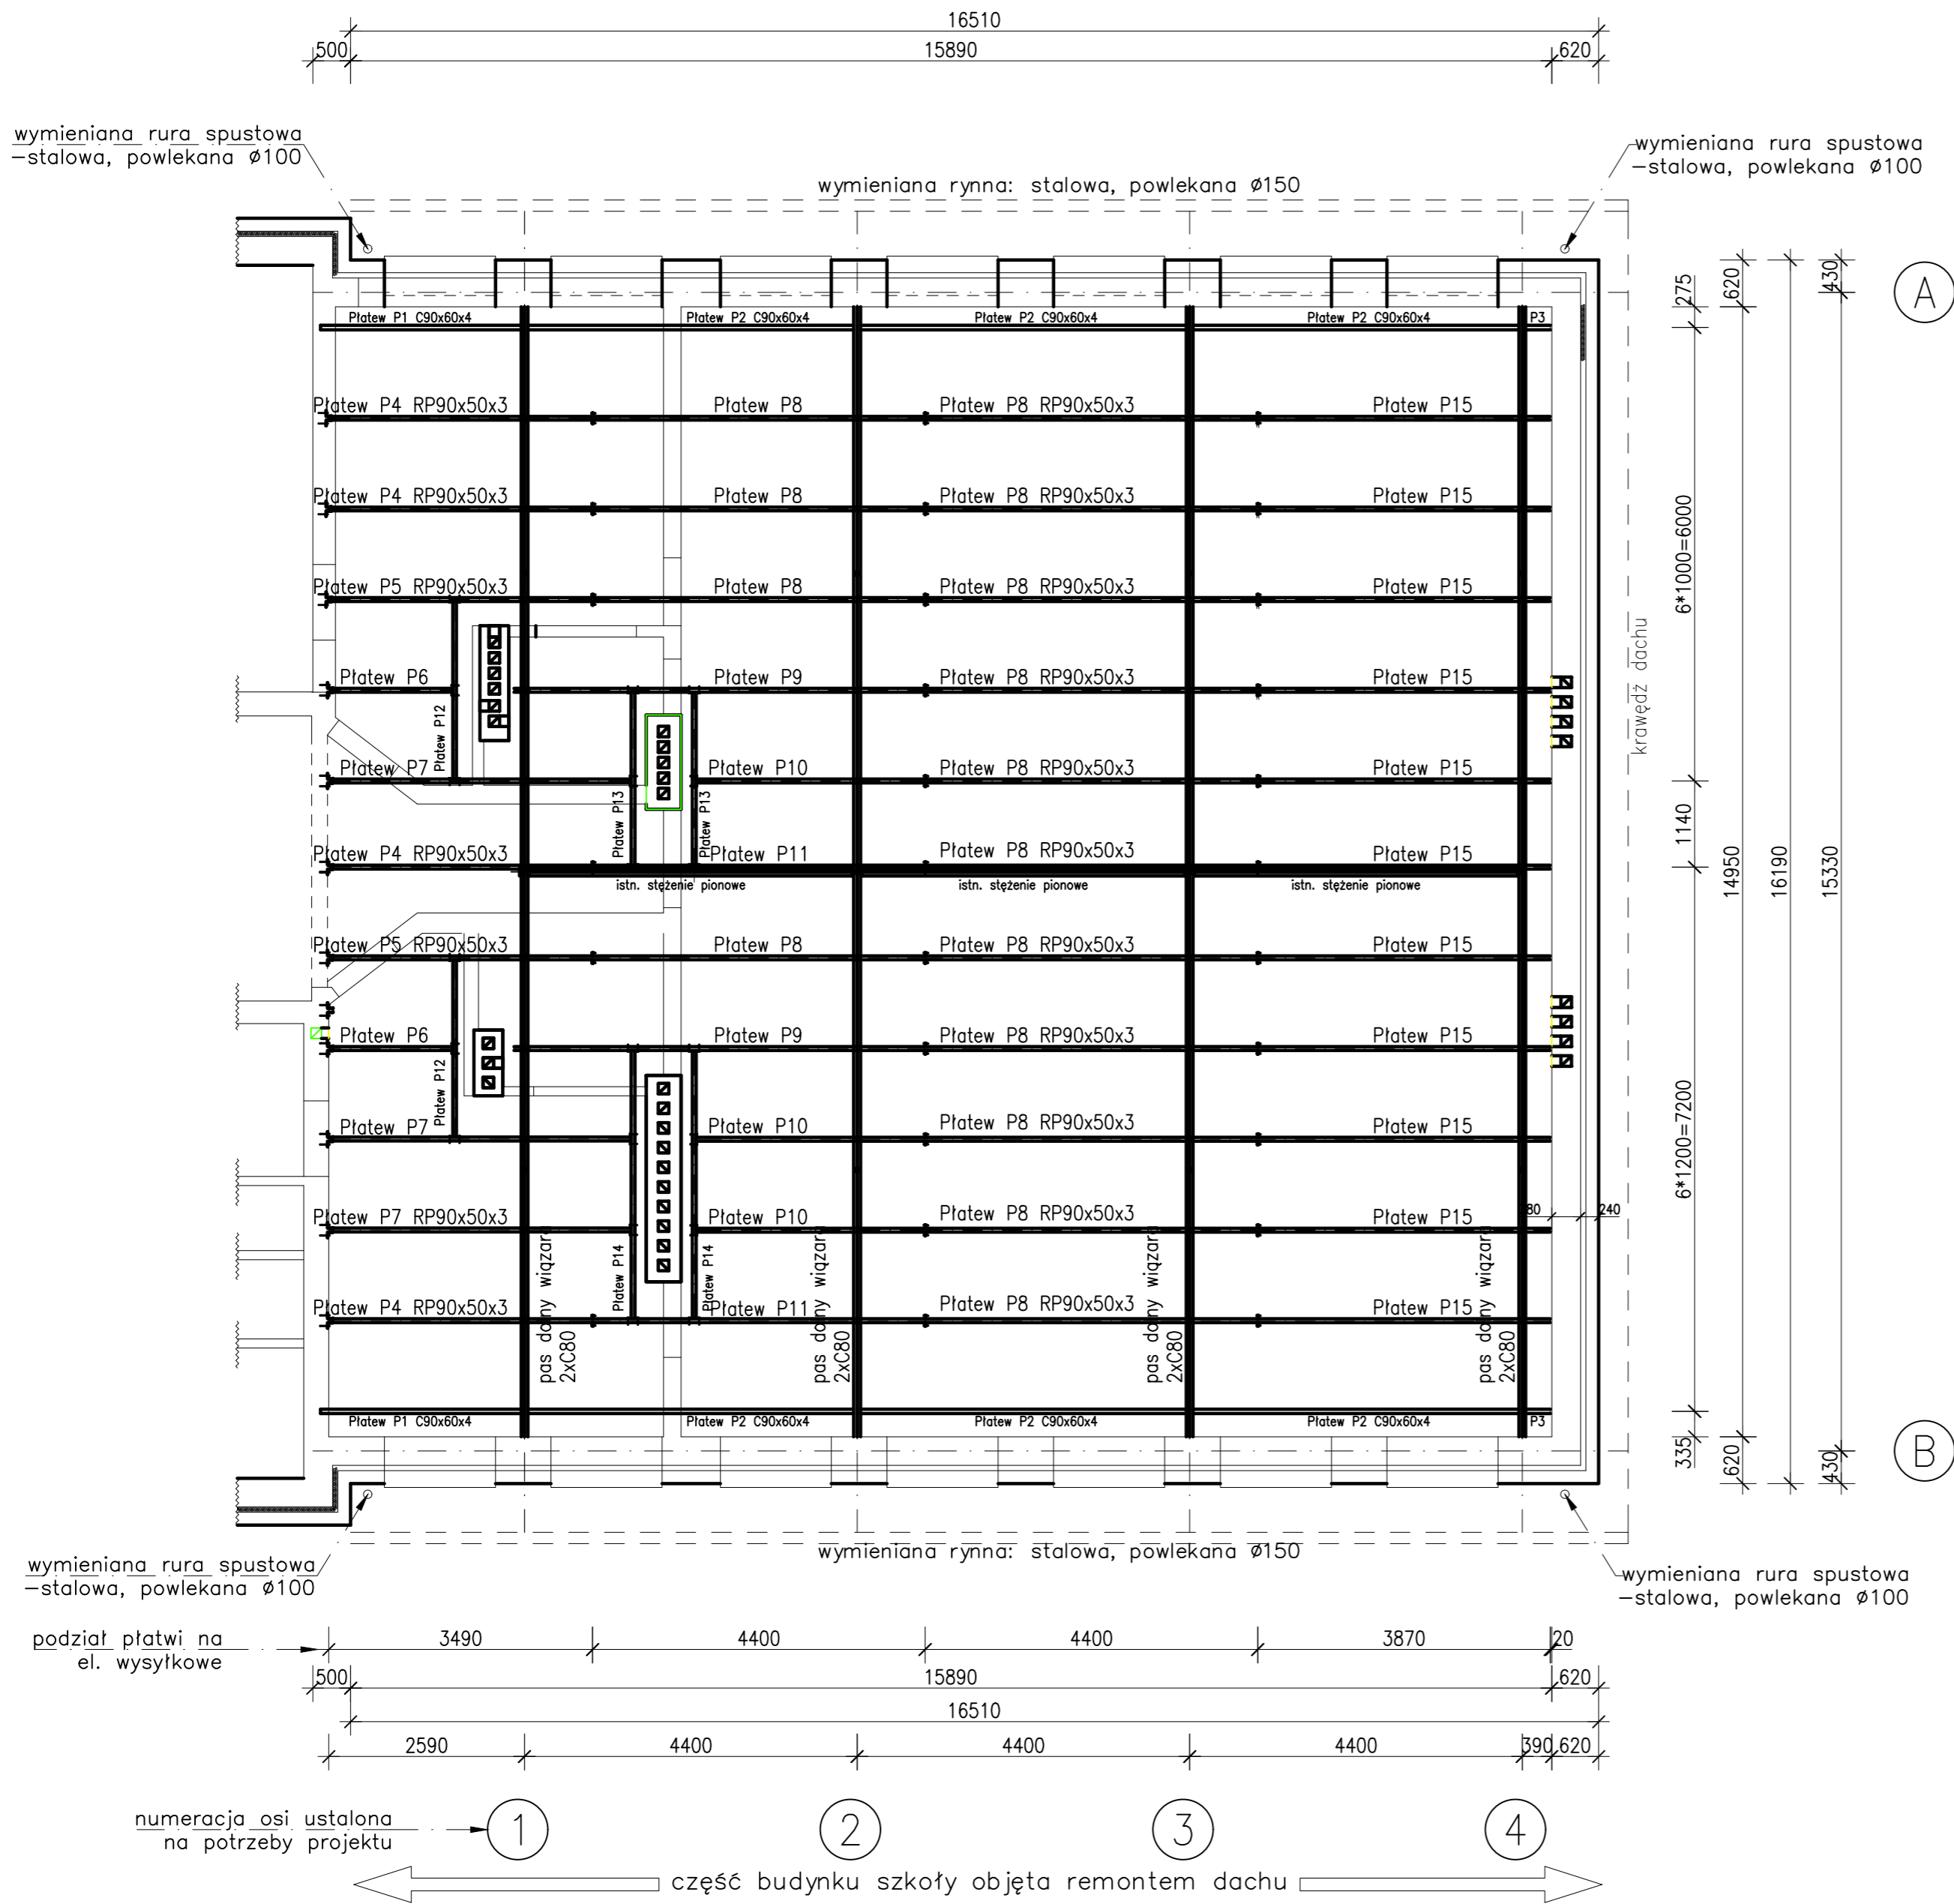 16510
500
15890
620
wymieniana rura spustowa
-stalowa, powlekana ø100
wymieniana rura spustowa
-stalowa, powlekana ø100
wymieniana rynna: stalowa, powlekana ø150
A
Płatew P1 C90x60x4
Płatew P2 C90x60x4
Płatew P2 C90x60x4
Płatew P2 C90x60x4
P3
Płatew P4 RP90x50x3
Płatew P8
Płatew P8 RP90x50x3
Płatew P15
Płatew P4 RP90x50x3
Płatew P8
Płatew P8 RP90x50x3
Płatew P15
Płatew P5 RP90x50x3
Płatew P8
Płatew P8 RP90x50x3
Płatew P15
Płatew P6
Płatew P9
Płatew P8 RP90x50x3
Płatew P15
Płatew P12
Płatew P7
Płatew P10
Płatew P8 RP90x50x3
Płatew P15
Płatew P13
Płatew P13
Płatew P4 RP90x50x3
Płatew P11
Płatew P8 RP90x50x3
Płatew P15
istn. stężenie pionowe
istn. stężenie pionowe
istn. stężenie pionowe
Płatew P5 RP90x50x3
Płatew P8
Płatew P8 RP90x50x3
Płatew P15
Płatew P6
Płatew P9
Płatew P8 RP90x50x3
Płatew P15
Płatew P12
Płatew P7
Płatew P10
Płatew P8 RP90x50x3
Płatew P15
Płatew P7 RP90x50x3
Płatew P10
Płatew P8 RP90x50x3
Płatew P15
Płatew P14
Płatew P14
Płatew P4 RP90x50x3
Płatew P11
Płatew P8 RP90x50x3
Płatew P15
pas dolny wiązara
2xC80
pas dolny wiązara
2xC80
pas dolny wiązara
2xC80
pas dolny wiązara
2xC80
Płatew P1 C90x60x4
Płatew P2 C90x60x4
Płatew P2 C90x60x4
Płatew P2 C90x60x4
P3
krawędź dachu
240
275
6*1000=6000
1140
6*1200=7200
335
620
14950
620
16190
430
15330
430
B
wymieniana rynna: stalowa, powlekana ø150
wymieniana rura spustowa
-stalowa, powlekana ø100
wymieniana rura spustowa
-stalowa, powlekana ø100
podział płatwi na
el. wysyłkowe
3490
4400
4400
3870
20
500
15890
620
16510
2590
4400
4400
4400
390
620
numeracja osi ustalona
na potrzeby projektu
1
2
3
4
część budynku szkoły objęta remontem dachu